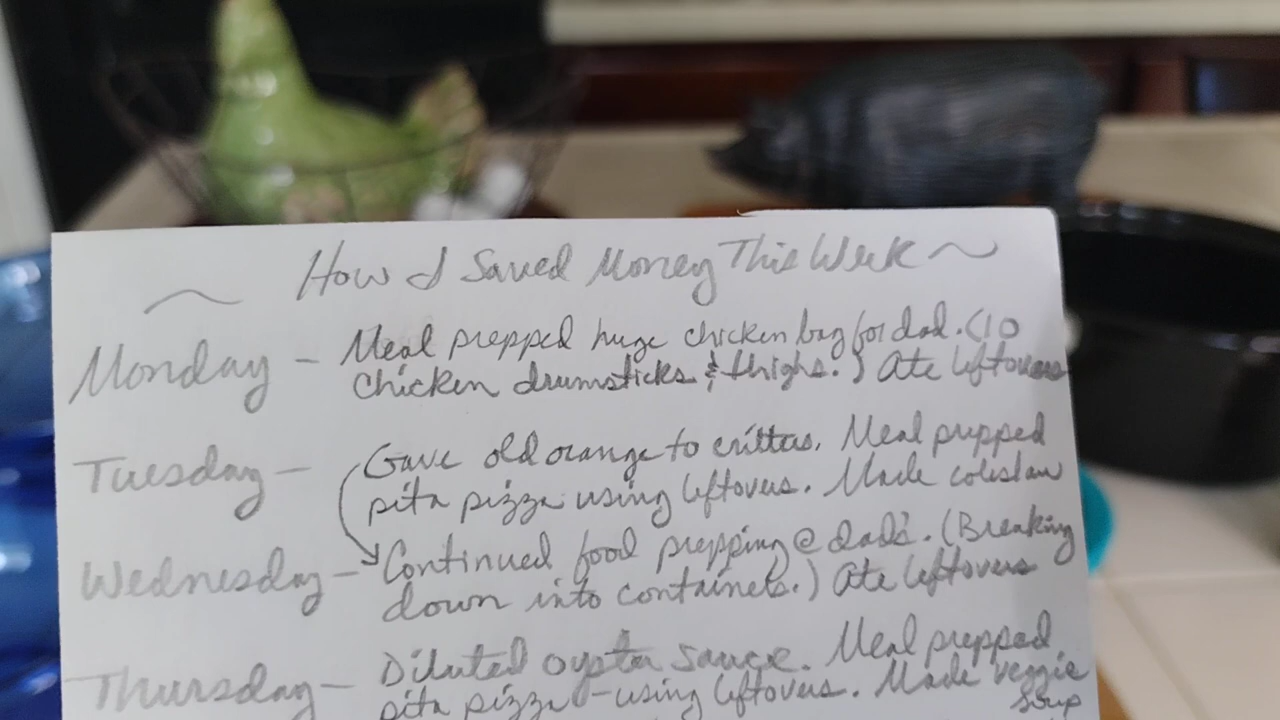 ~ How I Saved Money This Week ~
Monday - Meal prepped huge chicken bag for dad. (10
chicken drumsticks & thighs.) Ate leftovers
Tuesday - Gave old orange to critters. Meal prepped
pita pizza using leftovers. Made coleslaw
Wednesday - Continued food prepping @ dad's. (Breaking
down into containers.) Ate leftovers
Thursday - Diluted oyster sauce. Meal prepped
pita pizza - using leftovers. Made veggie
soup